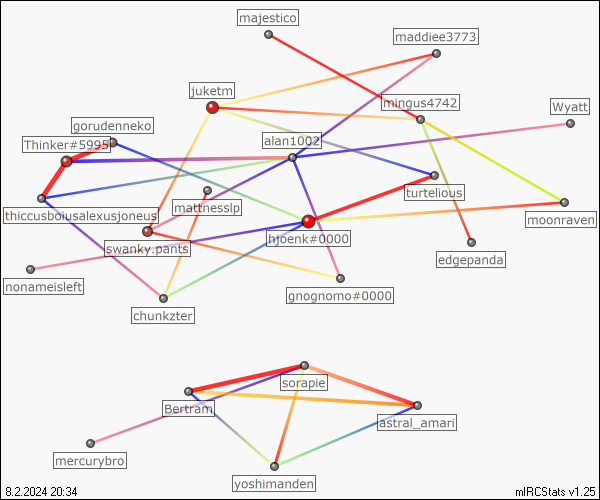 majestico
maddiee3773
juketm
mingus4742
Wyatt
gorudenneko
Thinker#5995
alan1002
turtelious
thiccusboiusalexusjoneus
mattnesslp
moonraven
swanky.pants
hjoenk#0000
edgepanda
nonameisleft
gnognomo#0000
chunkzter
sorapie
Bertram
astral_amari
mercurybro
yoshimanden
8.2.2024 20:34
mIRCStats v1.25